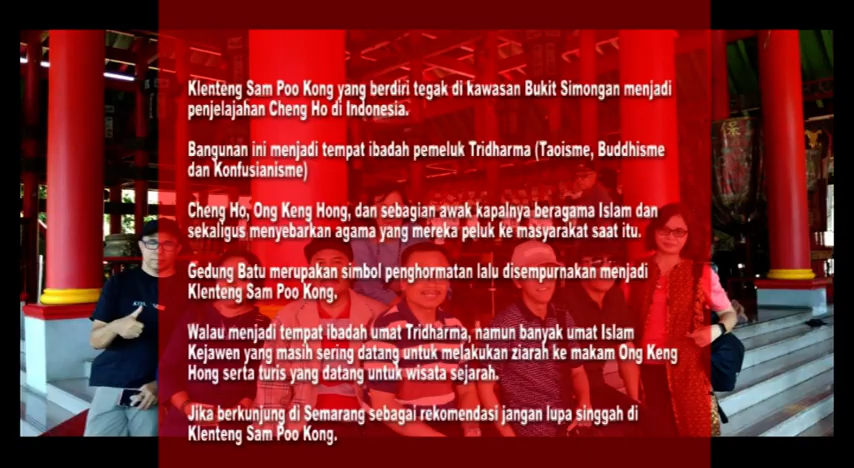 Klenteng Sam Poo Kong yang berdiri tegak di kawasan Bukit Simongan menjadi
penjelajahan Cheng Ho di Indonesia.
Bangunan ini menjadi tempat ibadah pemeluk Tridharma (Taoisme, Buddhisme
dan Konfusianisme)
Cheng Ho, Ong Keng Hong, dan sebagian awak kapalnya beragama Islam dan
sekaligus menyebarkan agama yang mereka peluk ke masyarakat saat itu.
Gedung Batu merupakan simbol penghormatan lalu disempurnakan menjadi
Klenteng Sam Poo Kong.
Walau menjadi tempat ibadah umat Tridharma, namun banyak umat Islam
Kejawen yang masih sering datang untuk melakukan ziarah ke makam Ong Keng
Hong serta turis yang datang untuk wisata sejarah.
Jika berkunjung di Semarang sebagai rekomendasi jangan lupa singgah di
Klenteng Sam Poo Kong.